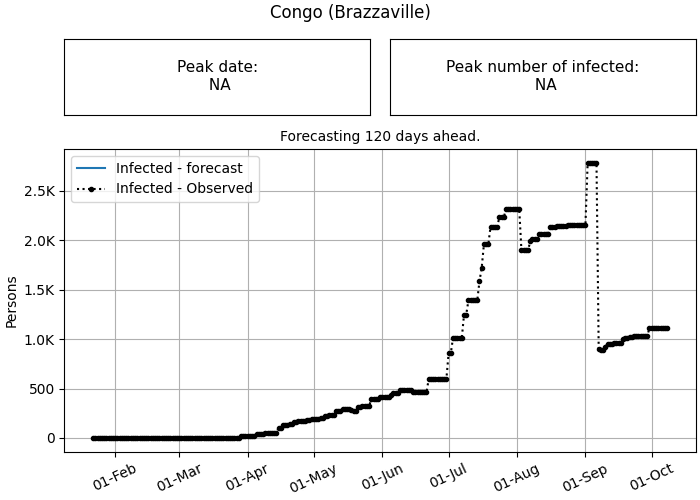 Congo (Brazzaville)
Peak date:
NA
Peak number of infected:
NA
Forecasting 120 days ahead.
Infected - forecast
Infected - Observed
2.5K
2.0K
1.5K
1.0K
500
0
Persons
01-Feb
01-Mar
01-Apr
01-May
01-Jun
01-Jul
01-Aug
01-Sep
01-Oct